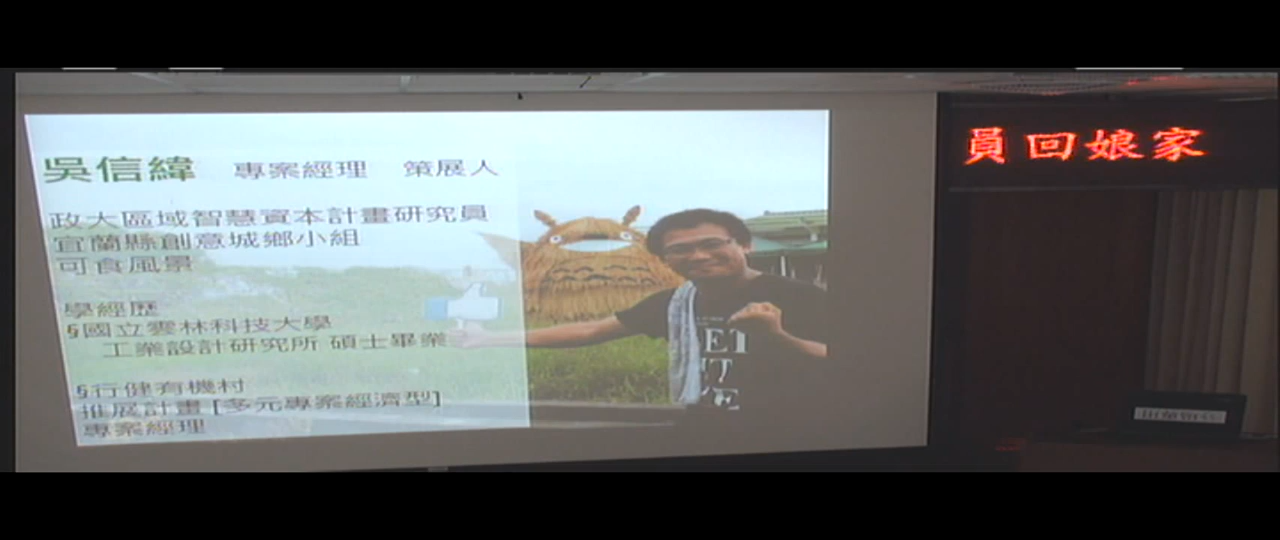 吳信緯 專案經理 策展人
政大區域智慧資本計畫研究員
宜蘭縣創意城鄉小組
可食風景
學經歷
§國立雲林科技大學
工業設計研究所 碩士畢業
§行健有機村
推展計畫 [多元專案經濟型]
專案經理
員回娘家